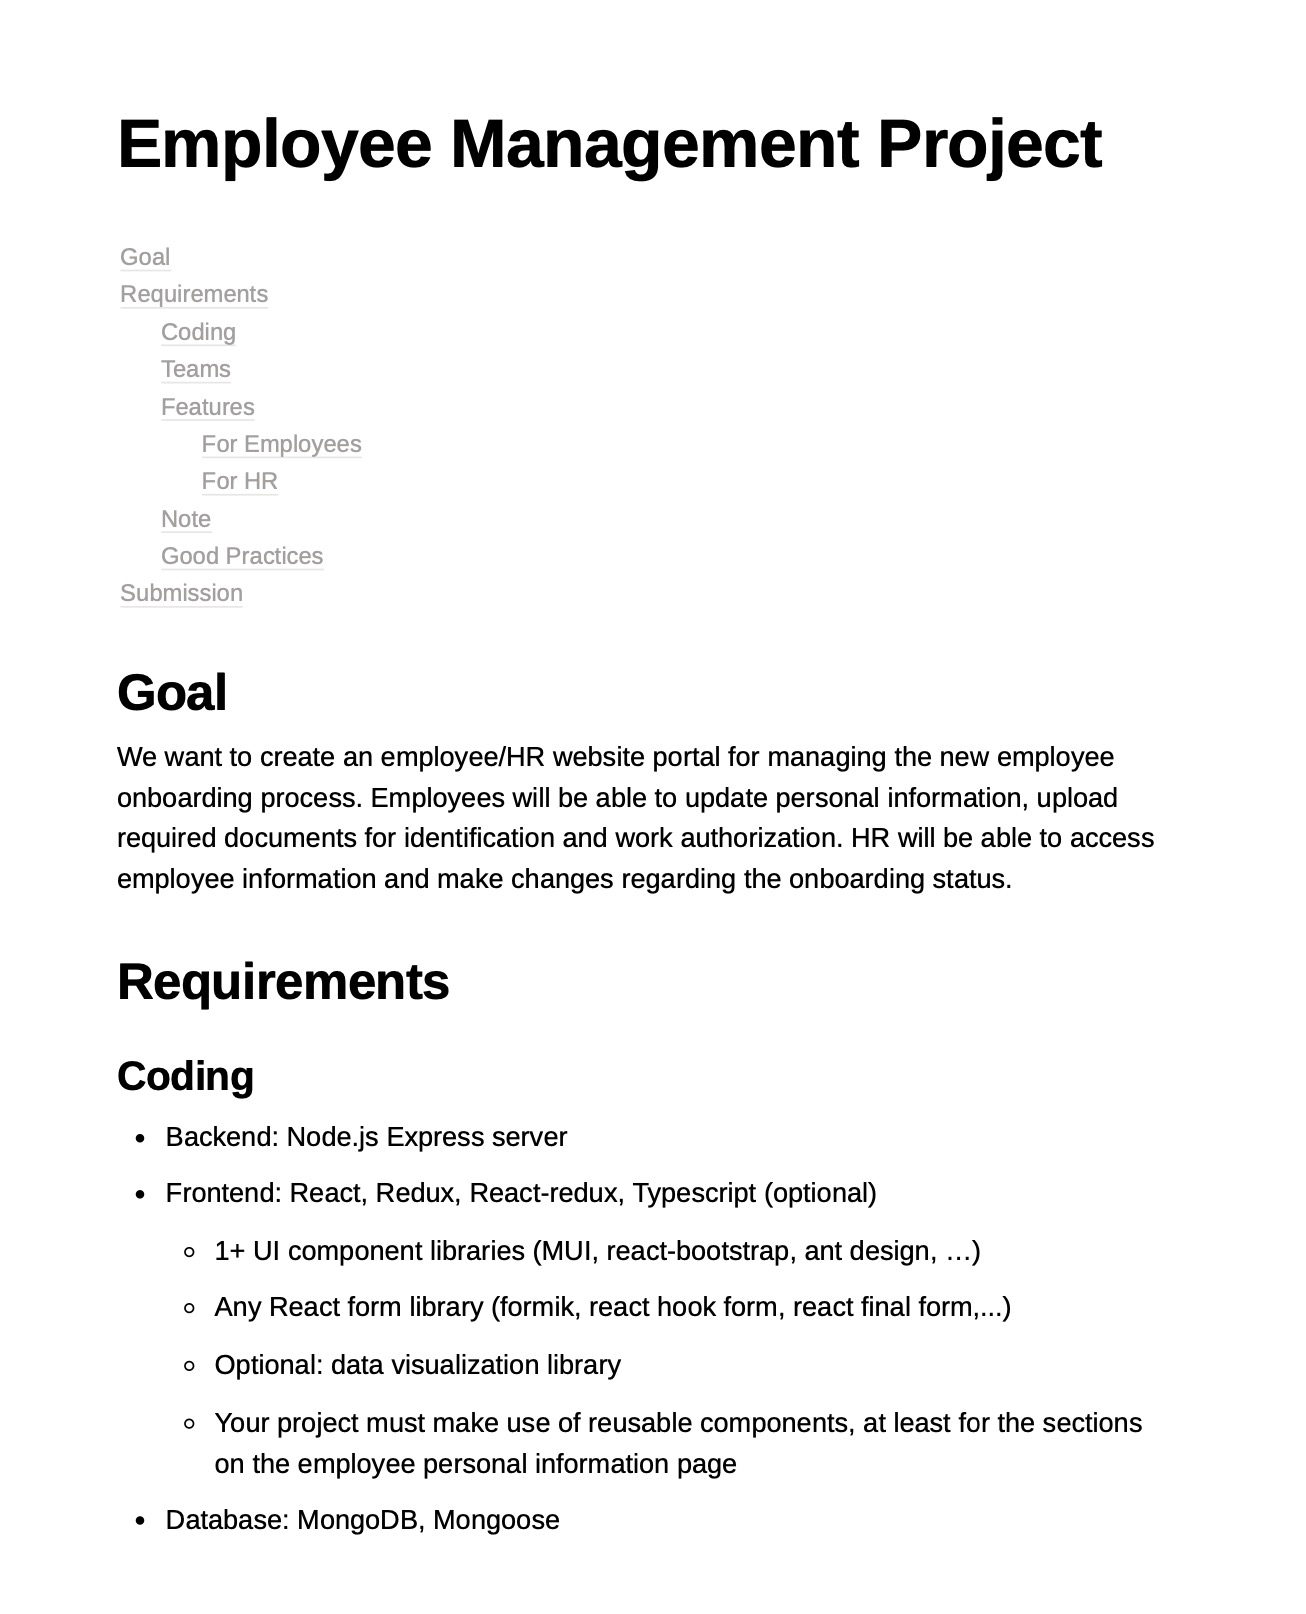 Employee Management Project
Goal
Requirements
Coding
Teams
Features
For Employees
For HR
Note
Good Practices
Submission
Goal
We want to create an employee/HR website portal for managing the new employee
onboarding process. Employees will be able to update personal information, upload
required documents for identification and work authorization. HR will be able to access
employee information and make changes regarding the onboarding status.
Requirements
Coding
• Backend: Node.js Express server
• Frontend: React, Redux, React-redux, Typescript (optional)
◦ 1+ UI component libraries (MUI, react-bootstrap, ant design, …)
◦ Any React form library (formik, react hook form, react final form,...)
◦ Optional: data visualization library
◦ Your project must make use of reusable components, at least for the sections
on the employee personal information page
• Database: MongoDB, Mongoose